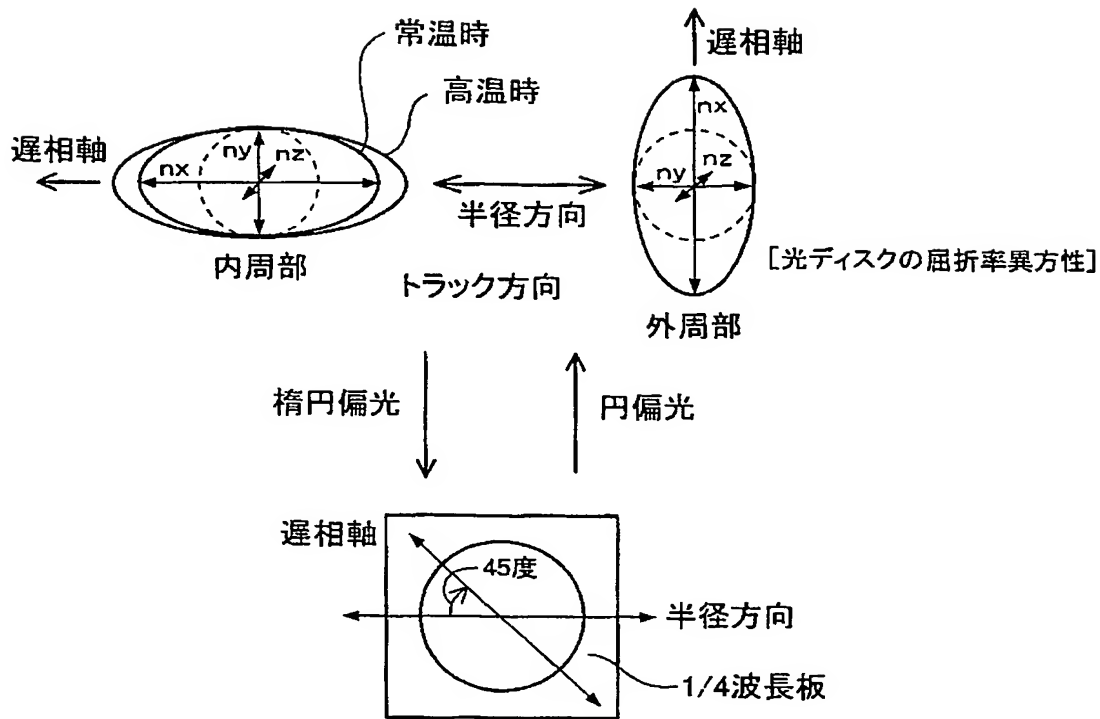 常温時
遅相軸
高温時
遅相軸
nx
ny
nz
nx
ny
nz
半径方向
内周部
[光ディスクの屈折率異方性]
トラック方向
外周部
楕円偏光
円偏光
遅相軸
45度
半径方向
1/4波長板